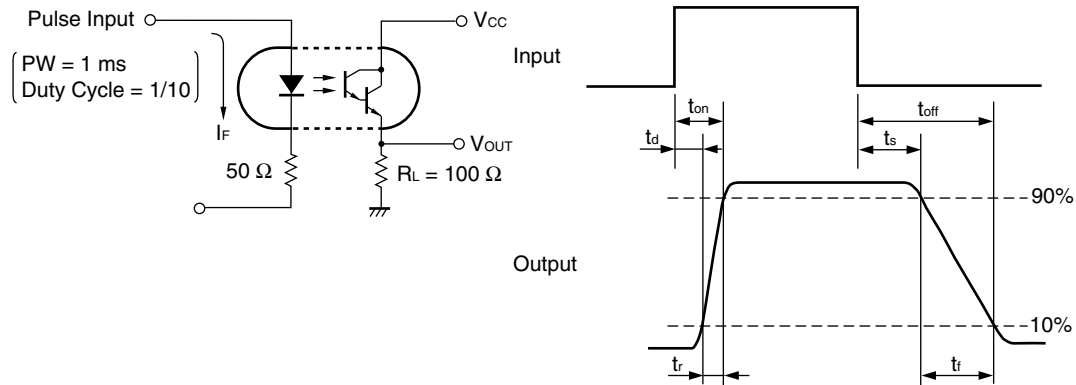 Pulse Input
PW = 1 ms
Duty Cycle = 1/10
IF
50 Ω
VCC
VOUT
RL = 100 Ω
Input
ton
toff
td
ts
90%
Output
10%
tr
tf